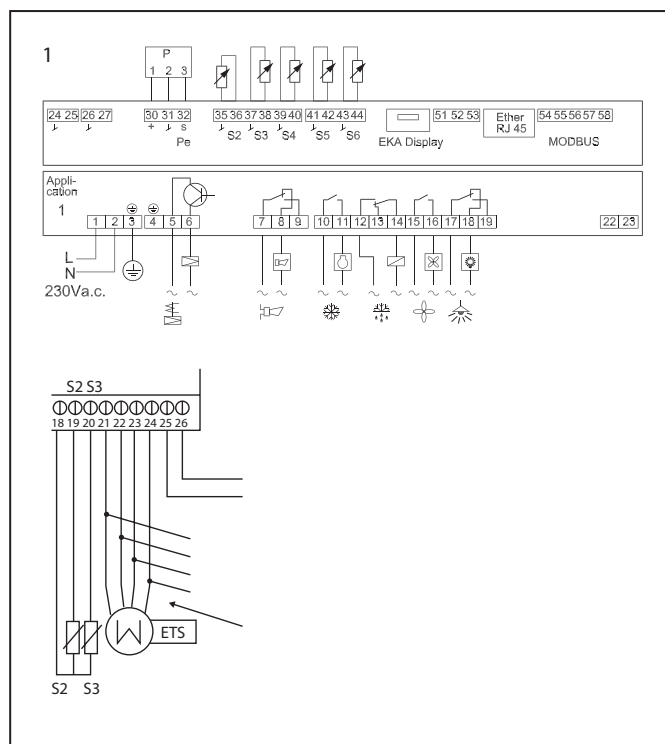 1
P
1 2 3
24 25 26 27 30 31 32 35 36 37 38 39 40 41 42 43 44 51 52 53 Ether 54 55 56 57 58
+ s S2 S3 S4 S5 S6 RJ 45
Pe EKA Display MODBUS
Appli-
cation
1
1 2 3 4 5 6 7 8 9 10 11 12 13 14 15 16 17 18 19 22 23
L
N
230Va.c.
S2 S3
18 19 20 21 22 23 24 25 26
ETS
S2 S3